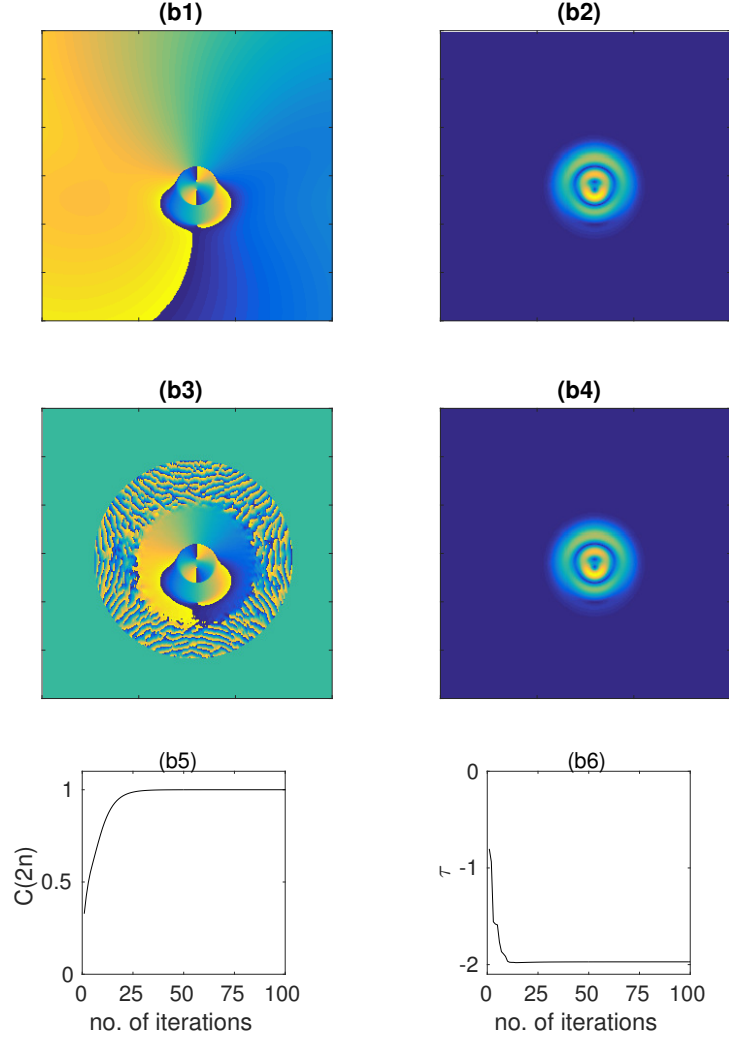 (b1)
(b2)
(b3)
(b4)
(b5)
1
0.5
0
C(2n)
0 25 50 75 100
no. of iterations
(b6)
0
-1
-2
τ
0 25 50 75 100
no. of iterations